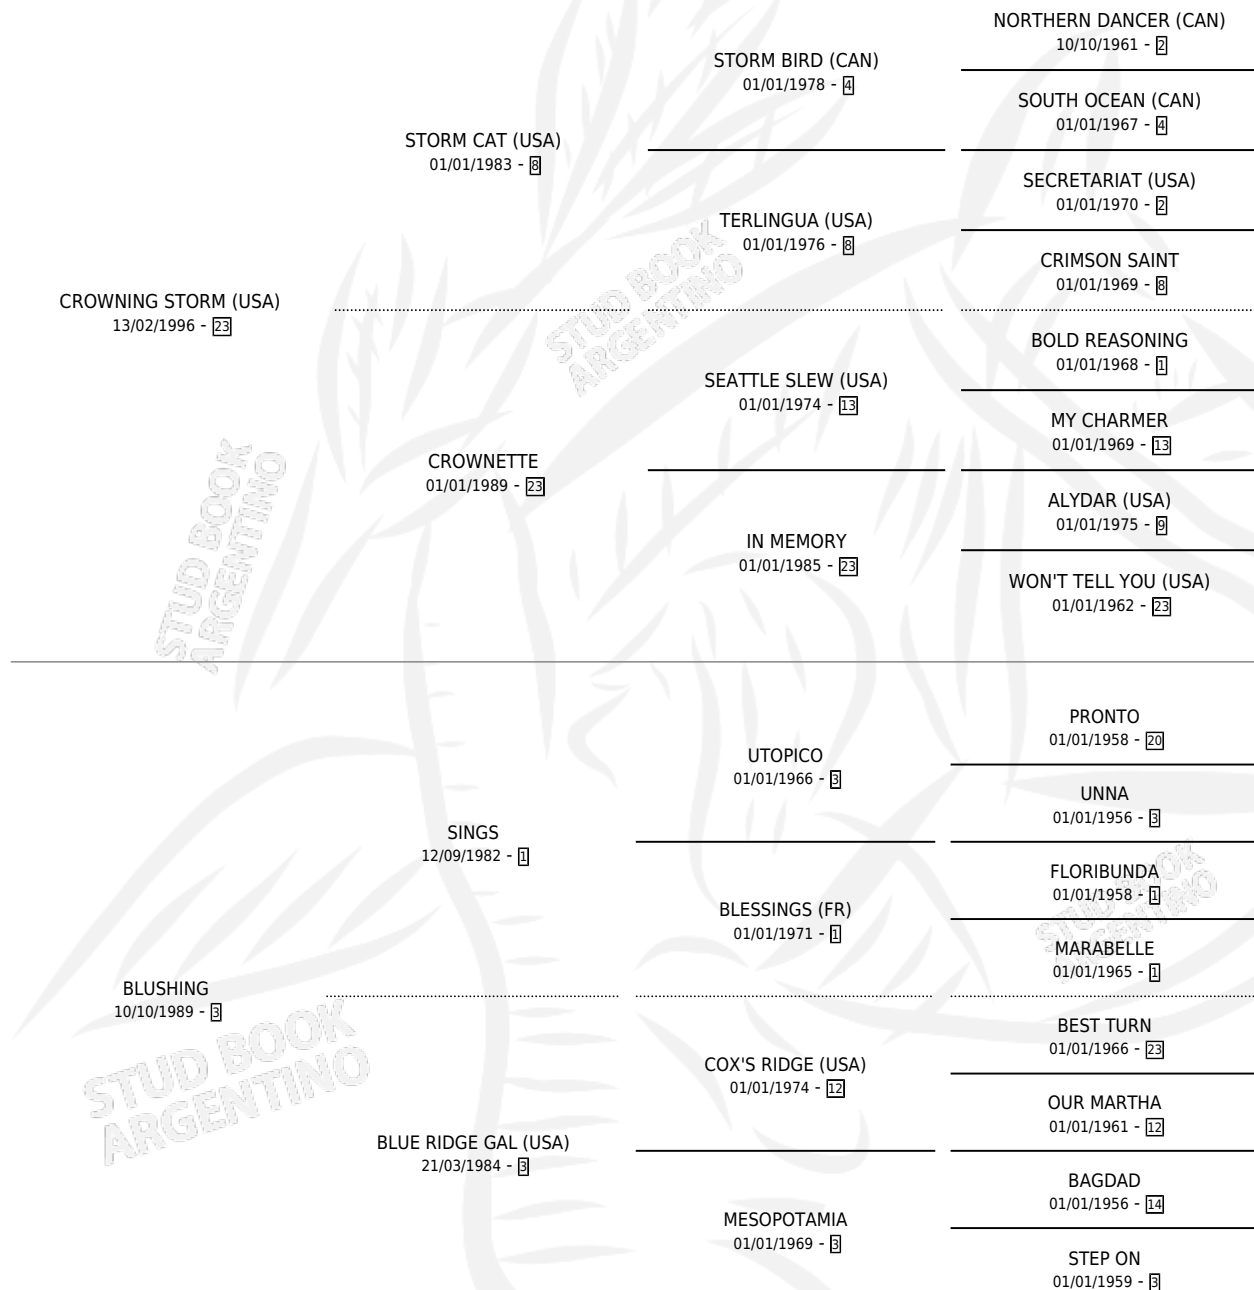 NORTHERN DANCER (CAN)
10/10/1961 - 2
STORM BIRD (CAN)
01/01/1978 - 4
SOUTH OCEAN (CAN)
01/01/1967 - 4
STORM CAT (USA)
01/01/1983 - 8
SECRETARIAT (USA)
01/01/1970 - 2
TERLINGUA (USA)
01/01/1976 - 8
CRIMSON SAINT
01/01/1969 - 8
CROWNING STORM (USA)
13/02/1996 - 23
BOLD REASONING
01/01/1968 - 1
SEATTLE SLEW (USA)
01/01/1974 - 13
MY CHARMER
01/01/1969 - 13
CROWNETTE
01/01/1989 - 23
ALYDAR (USA)
01/01/1975 - 9
IN MEMORY
01/01/1985 - 23
WON'T TELL YOU (USA)
01/01/1962 - 23
PRONTO
01/01/1958 - 20
UTOPICO
01/01/1966 - 3
UNNA
01/01/1956 - 3
SINGS
12/09/1982 - 1
FLORIBUNDA
01/01/1958 - 1
BLESSINGS (FR)
01/01/1971 - 1
MARABELLE
01/01/1965 - 1
BLUSHING
10/10/1989 - 3
BEST TURN
01/01/1966 - 23
COX'S RIDGE (USA)
01/01/1974 - 12
OUR MARTHA
01/01/1961 - 12
BLUE RIDGE GAL (USA)
21/03/1984 - 3
BAGDAD
01/01/1956 - 14
MESOPOTAMIA
01/01/1969 - 3
STEP ON
01/01/1959 - 3
STUD BOOK
ARGENTINO
STUD BOOK
ARGENTINO
STUD BOOK
ARGENTINO
STUD BOOK
ARGENTINO